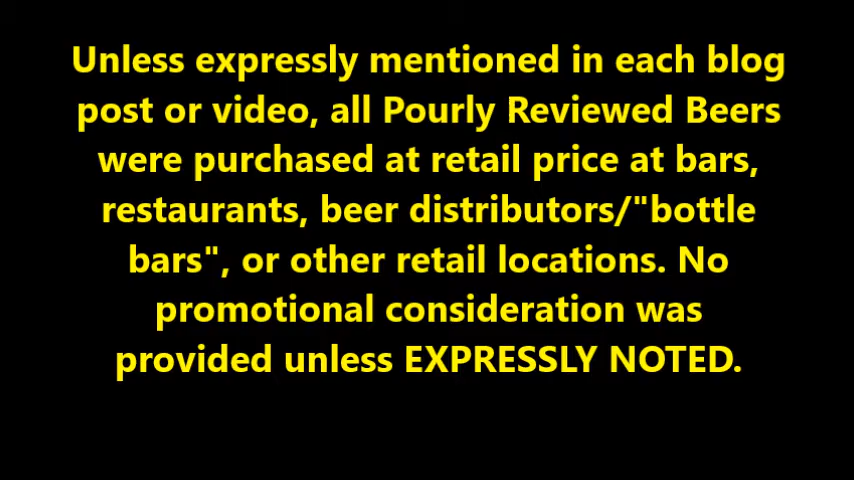 Unless expressly mentioned in each blog
post or video, all Pourly Reviewed Beers
were purchased at retail price at bars,
restaurants, beer distributors/"bottle
bars", or other retail locations. No
promotional consideration was
provided unless EXPRESSLY NOTED.